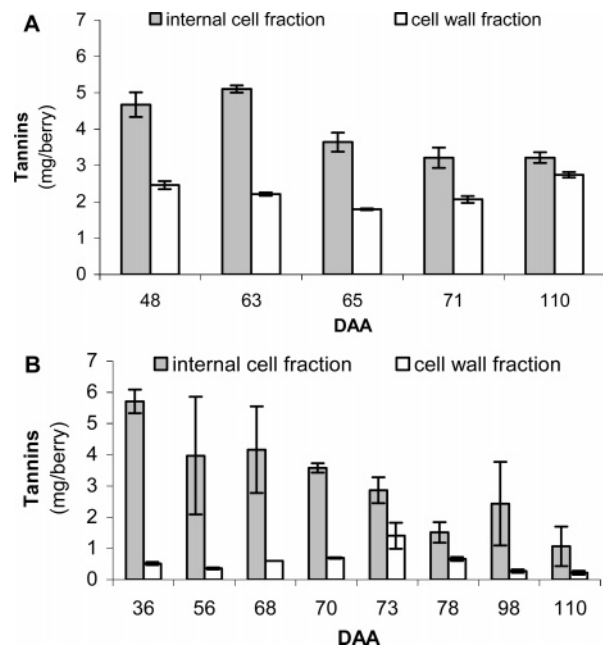 A
internal cell fraction
cell wall fraction
Tannins
(mg/berry)
7
6
5
4
3
2
1
0
48 63 65 71 110
DAA
B
internal cell fraction
cell wall fraction
Tannins
(mg/berry)
7
6
5
4
3
2
1
0
36 56 68 70 73 78 98 110
DAA